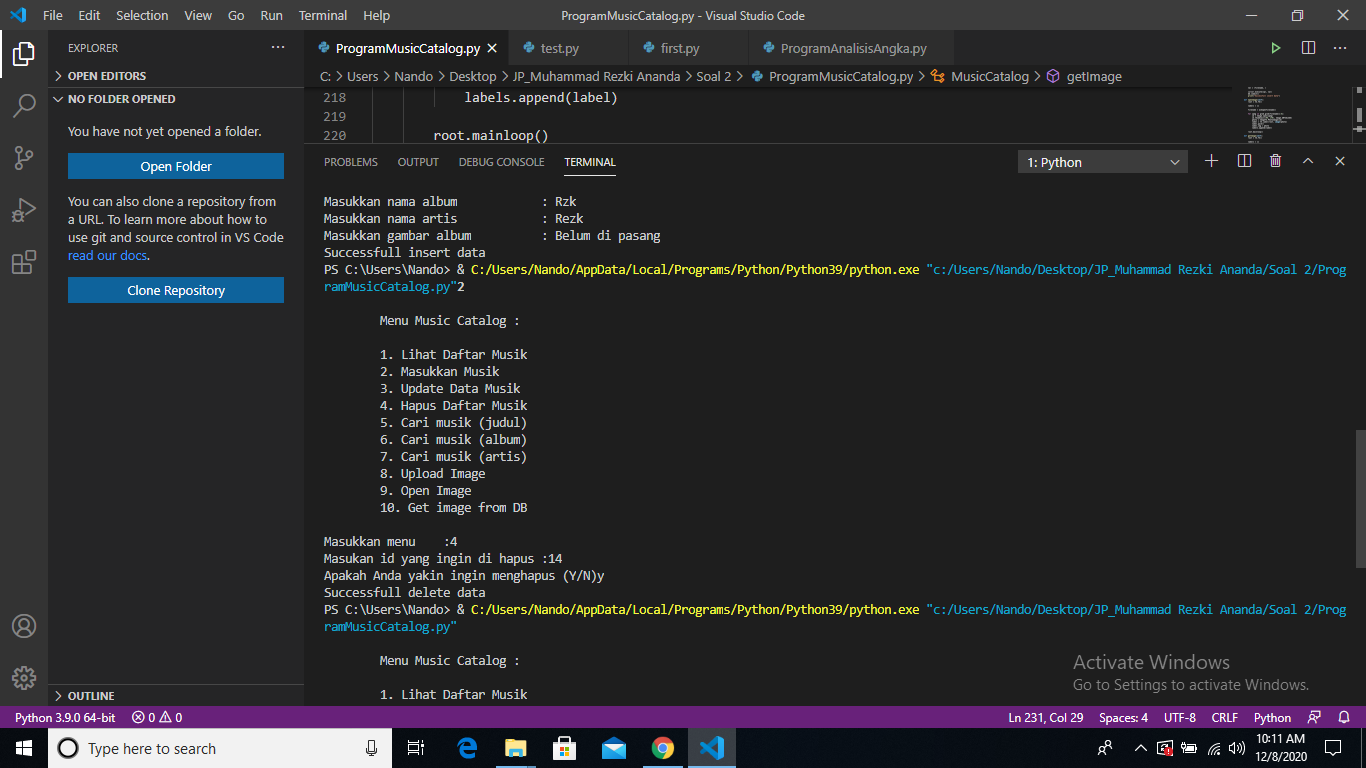 File Edit Selection View Go Run Terminal Help ProgramMusicCatalog.py - Visual Studio Code
EXPLORER
OPEN EDITORS
NO FOLDER OPENED
You have not yet opened a folder.
Open Folder
You can also clone a repository from
a URL. To learn more about how to
use git and source control in VS Code
read our docs.
Clone Repository
OUTLINE
ProgramMusicCatalog.py test.py first.py ProgramAnalisisAngka.py
C: > Users > Nando > Desktop > JP_Muhammad Rezki Ananda > Soal 2 > ProgramMusicCatalog.py > MusicCatalog > getImage
218 labels.append(label)
219
220 root.mainloop()
PROBLEMS OUTPUT DEBUG CONSOLE TERMINAL 1: Python
Masukkan nama album : Rzk
Masukkan nama artis : Rezk
Masukkan gambar album : Belum di pasang
Successfull insert data
PS C:\Users\Nando> & C:/Users/Nando/AppData/Local/Programs/Python/Python39/python.exe "c:/Users/Nando/Desktop/JP_Muhammad Rezki Ananda/Soal 2/Prog
ramMusicCatalog.py"2
Menu Music Catalog :
1. Lihat Daftar Musik
2. Masukkan Musik
3. Update Data Musik
4. Hapus Daftar Musik
5. Cari musik (judul)
6. Cari musik (album)
7. Cari musik (artis)
8. Upload Image
9. Open Image
10. Get image from DB
Masukkan menu :4
Masukan id yang ingin di hapus :14
Apakah Anda yakin ingin menghapus (Y/N)y
Successfull delete data
PS C:\Users\Nando> & C:/Users/Nando/AppData/Local/Programs/Python/Python39/python.exe "c:/Users/Nando/Desktop/JP_Muhammad Rezki Ananda/Soal 2/Prog
ramMusicCatalog.py"
Menu Music Catalog :
1. Lihat Daftar Musik
Activate Windows
Go to Settings to activate Windows.
Python 3.9.0 64-bit 0 0 Ln 231, Col 29 Spaces: 4 UTF-8 CRLF Python
Type here to search
10:11 AM
12/8/2020